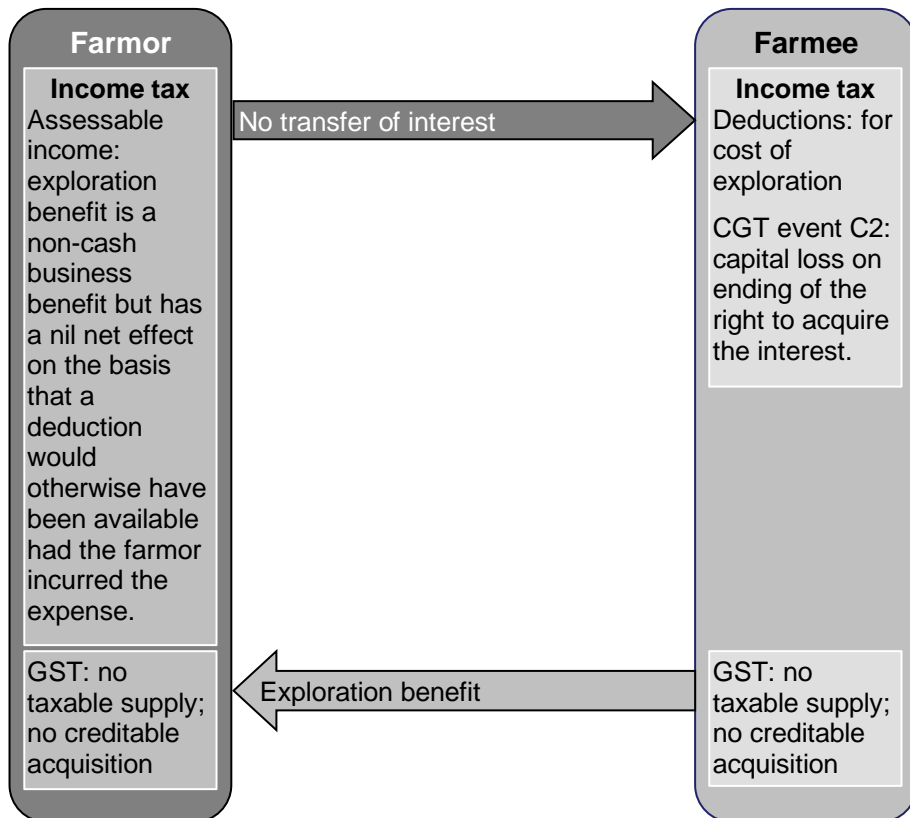 Farmor
Income tax
Assessable
income:
exploration
benefit is a
non-cash
business
benefit but has
a nil net effect
on the basis
that a
deduction
would
otherwise have
been available
had the farmor
incurred the
expense.
GST: no
taxable supply;
no creditable
acquisition
No transfer of interest
Exploration benefit
Farmee
Income tax
Deductions: for
cost of
exploration
CGT event C2:
capital loss on
ending of the
right to acquire
the interest.
GST: no
taxable supply;
no creditable
acquisition